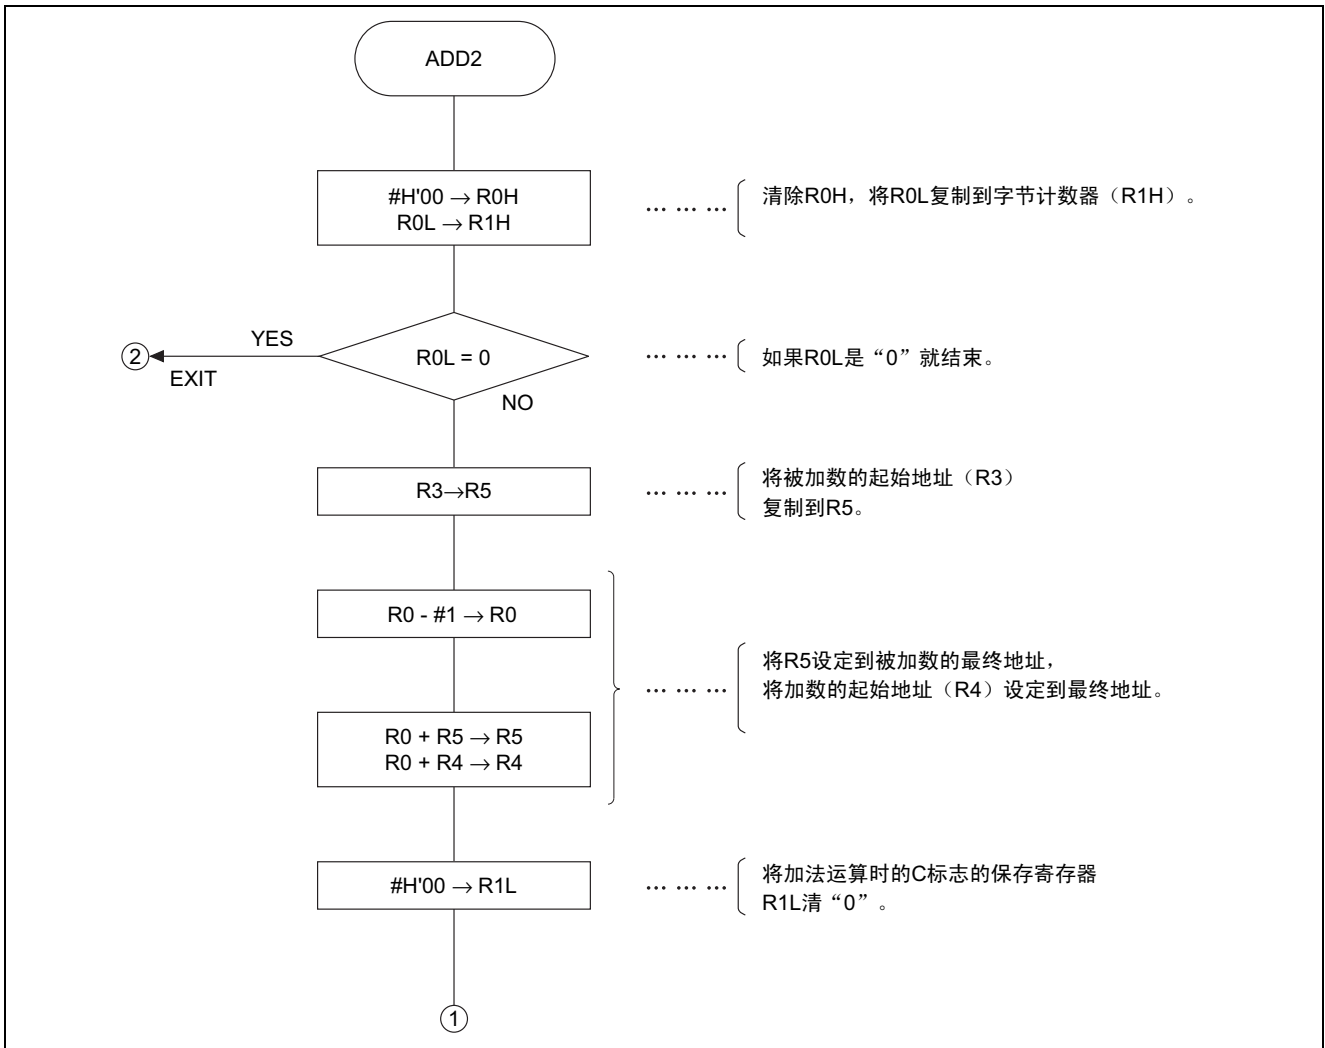 ADD2
#H'00 → R0H
R0L → R1H
… … …
清除R0H，将R0L复制到字节计数器（R1H）。
R0L = 0
YES
②
EXIT
NO
… … …
如果R0L是“0”就结束。
R3→R5
… … …
将被加数的起始地址（R3）
复制到R5。
R0 - #1 → R0
R0 + R5 → R5
R0 + R4 → R4
… … …
将R5设定到被加数的最终地址，
将加数的起始地址（R4）设定到最终地址。
#H'00 → R1L
… … …
将加法运算时的C标志的保存寄存器
R1L清“0”。
①